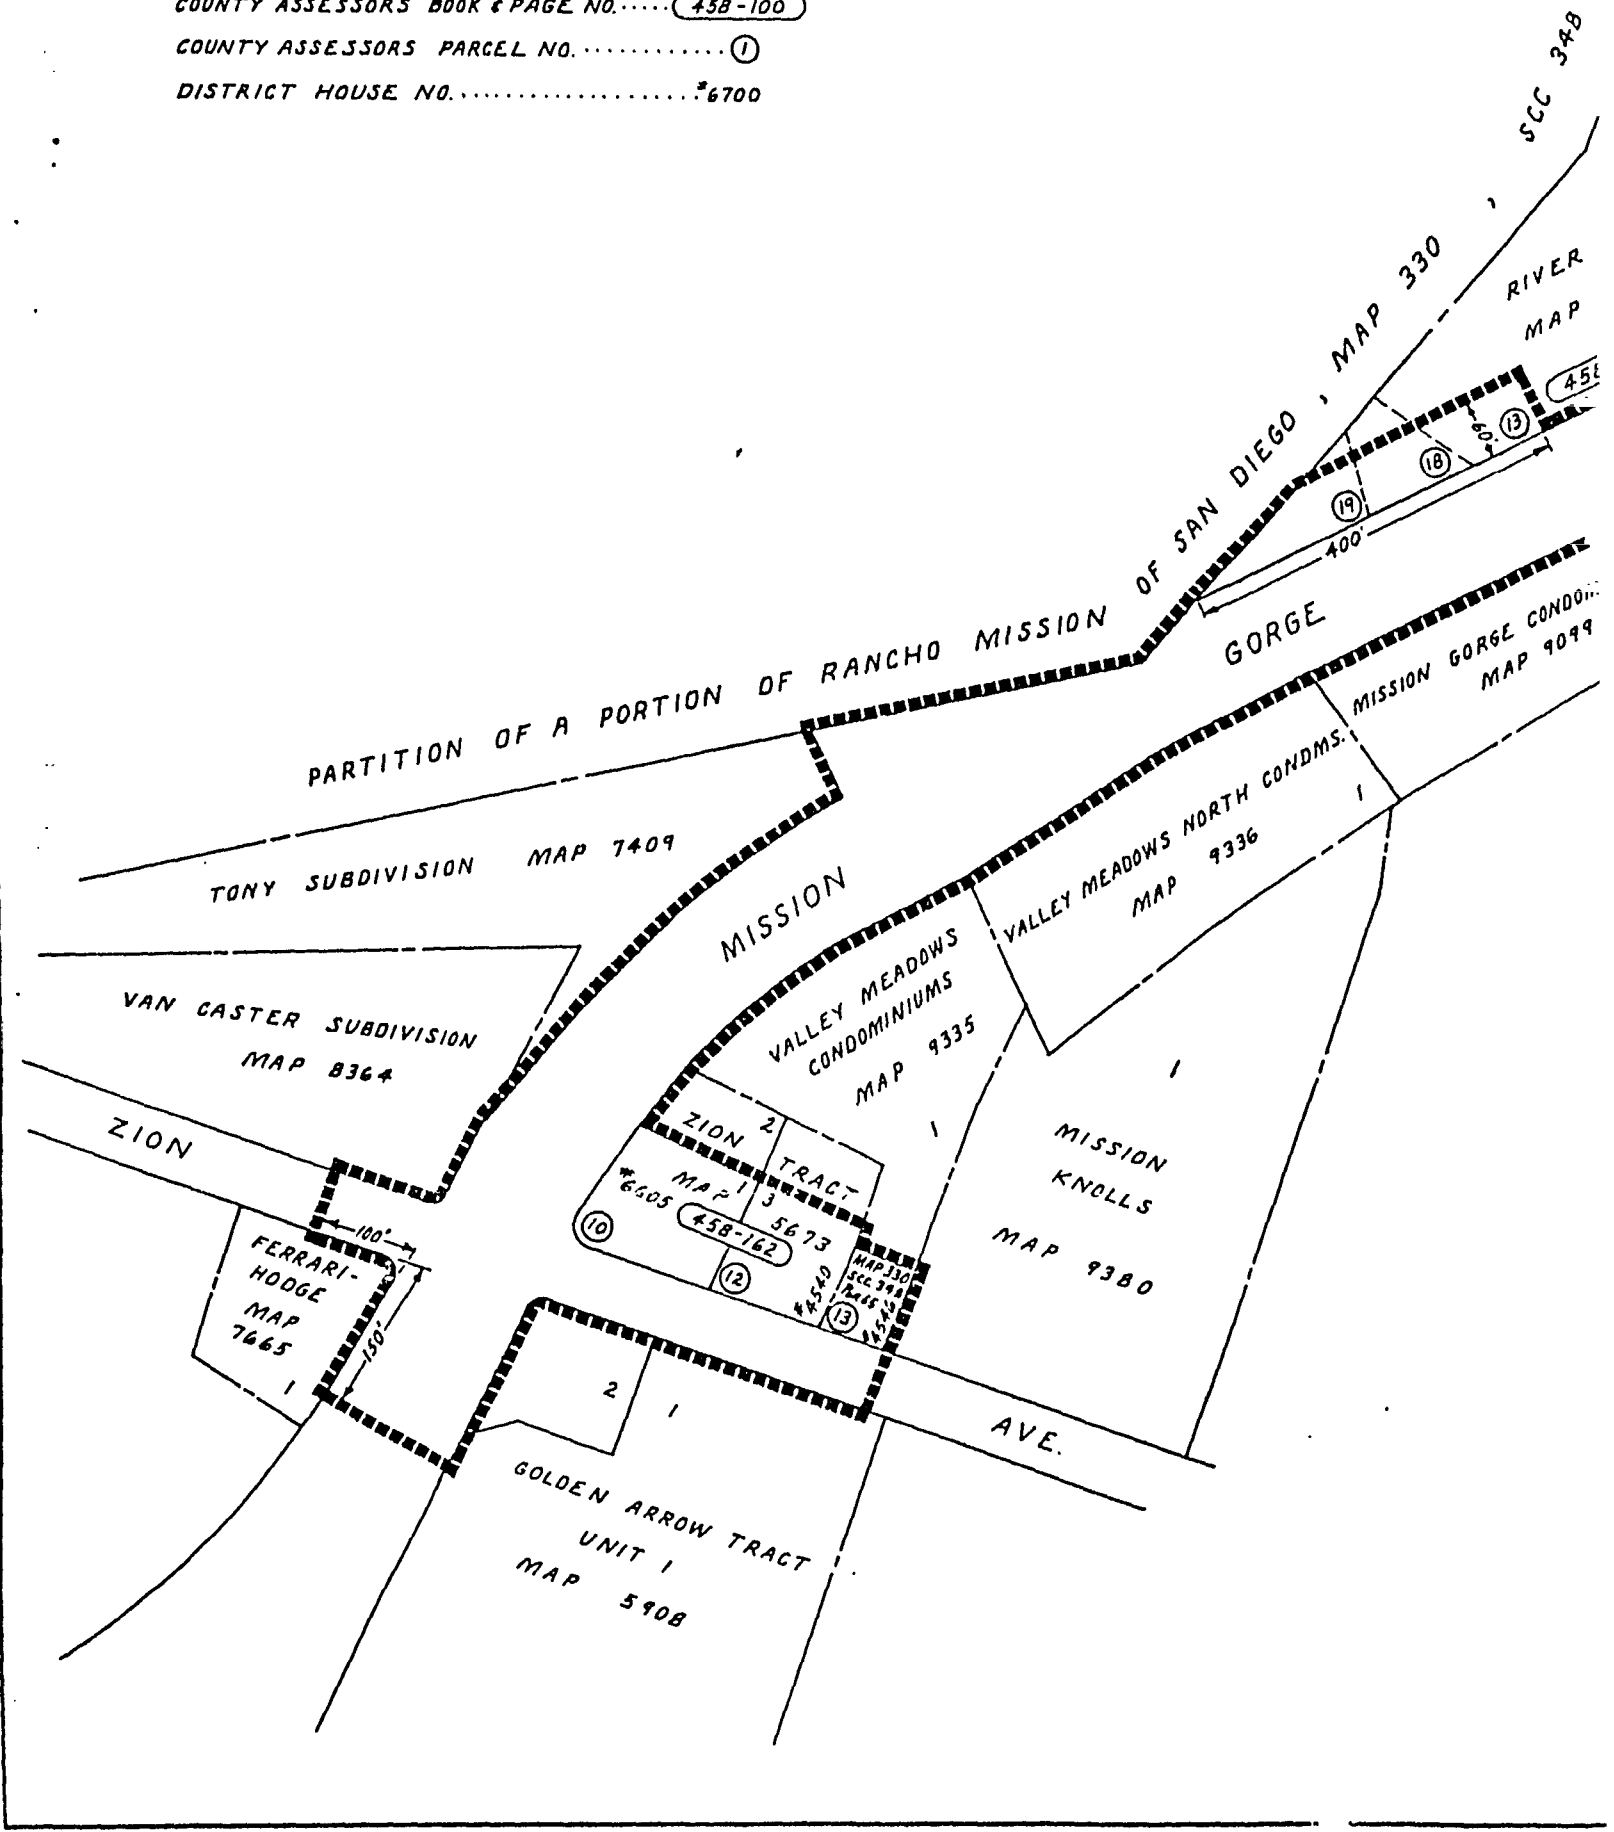 COUNTY ASSESSORS BOOK & PAGE NO. ..... 458-100
COUNTY ASSESSORS PARCEL NO. ............. 1
DISTRICT HOUSE NO. .................... #6700
PARTITION OF A PORTION OF RANCHO MISSION OF SAN DIEGO, MAP 330, SCC 348
RIVER
MAP
60'
13
18
19
400'
MISSION GORGE
MISSION GORGE
MAP 9099
TONY SUBDIVISION MAP 7409
VALLEY MEADOWS NORTH CONDMS.
MAP 9336
1
VAN CASTER SUBDIVISION
MAP 8364
VALLEY MEADOWS
CONDOMINIUMS
MAP 9335
1
1
MISSION
KNOLLS
MAP 9380
ZION AVE.
ZION TRACT
2
MAP 5673
1
3
#6605
458-162
10
12
#4540
13
MAP 330
100'
150'
FERRARI-
HODGE
MAP
7665
1
2
1
GOLDEN ARROW TRACT
UNIT 1
MAP 5908